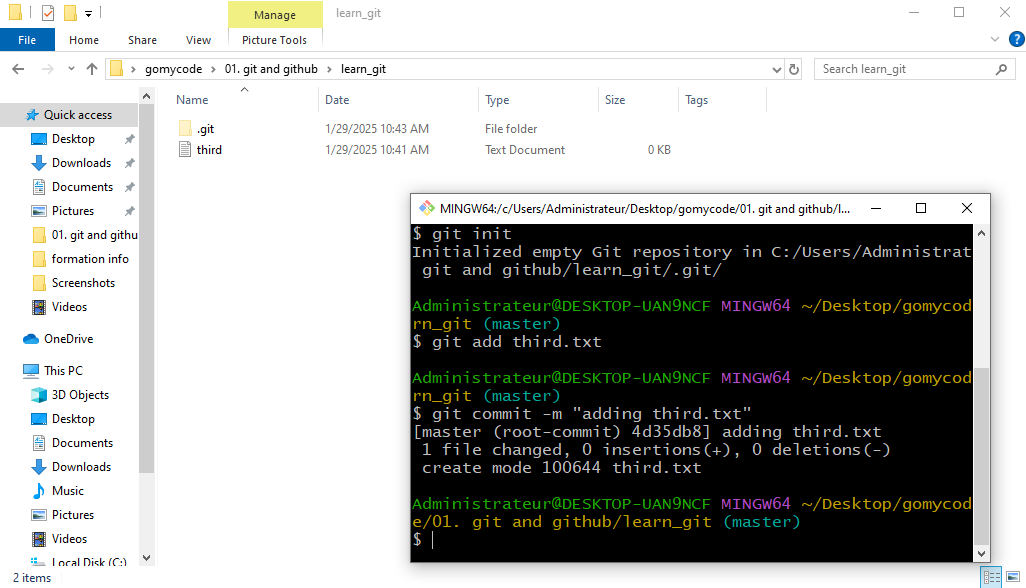 Manage
learn_git
File
Home
Share
View
Picture Tools
gomycode
01. git and github
learn_git
Search learn_git
Quick access
Desktop
Downloads
Documents
Pictures
01. git and githu
formation info
Screenshots
Videos
OneDrive
This PC
3D Objects
Desktop
Documents
Downloads
Music
Pictures
Videos
Local Disk (C:)
Name Date Type Size Tags
.git 1/29/2025 10:43 AM File folder
third 1/29/2025 10:41 AM Text Document 0 KB
MINGW64:/c/Users/Administrateur/Desktop/gomycode/01. git and github/l...
$ git init
Initialized empty Git repository in C:/Users/Administrat
git and github/learn_git/.git/
Administrateur@DESKTOP-UAN9NCF MINGW64 ~/Desktop/gomycod
rn_git (master)
$ git add third.txt
Administrateur@DESKTOP-UAN9NCF MINGW64 ~/Desktop/gomycod
rn_git (master)
$ git commit -m "adding third.txt"
[master (root-commit) 4d35db8] adding third.txt
1 file changed, 0 insertions(+), 0 deletions(-)
create mode 100644 third.txt
Administrateur@DESKTOP-UAN9NCF MINGW64 ~/Desktop/gomycod
e/01. git and github/learn_git (master)
$
2 items